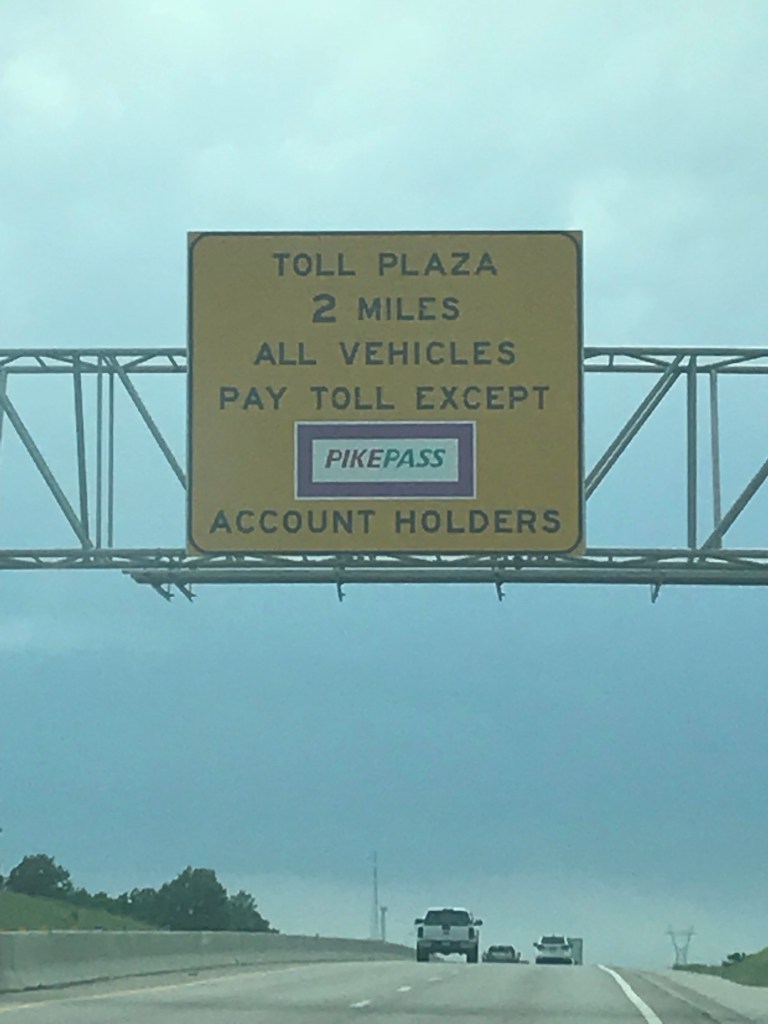 TOLL PLAZA
2 MILES
ALL VEHICLES
PAY TOLL EXCEPT
PIKEPASS
ACCOUNT HOLDERS